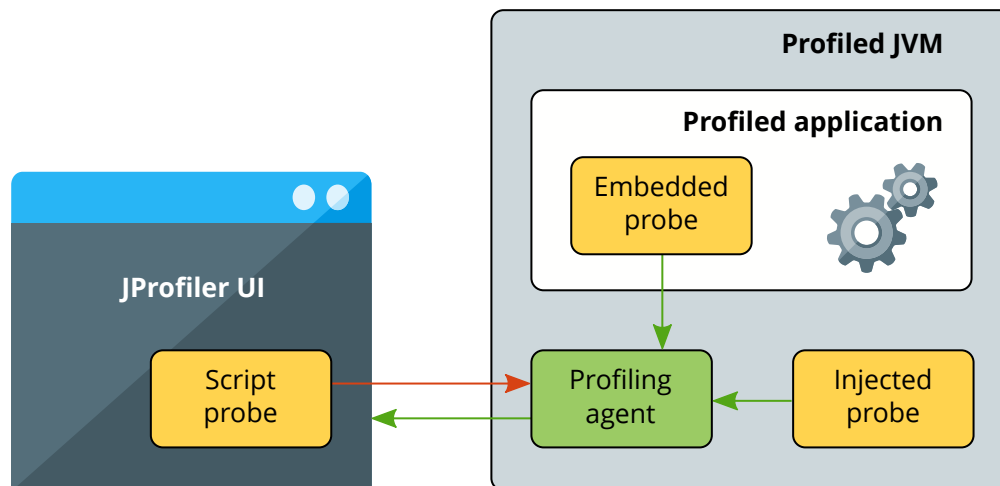 Profiled JVM
Profiled application
Embedded
probe
JProfiler UI
Script
probe
Profiling
agent
Injected
probe